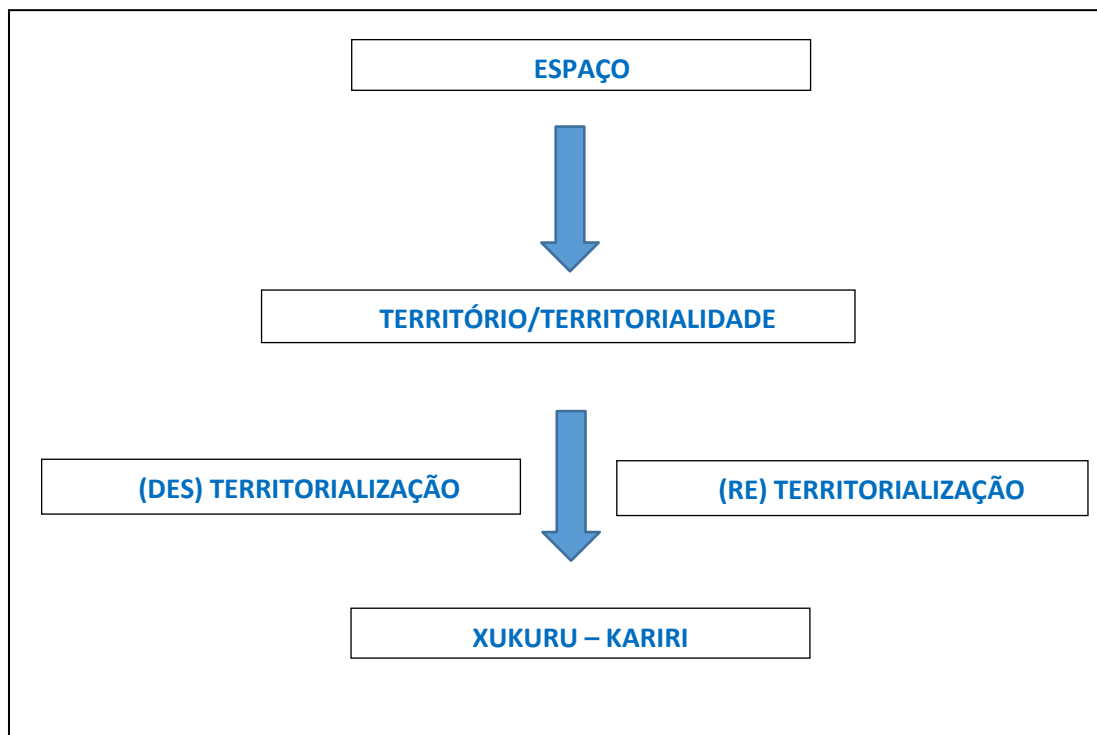 ESPAÇO
TERRITÓRIO/TERRITORIALIDADE
(DES) TERRITORIALIZAÇÃO
(RE) TERRITORIALIZAÇÃO
XUKURU – KARIRI